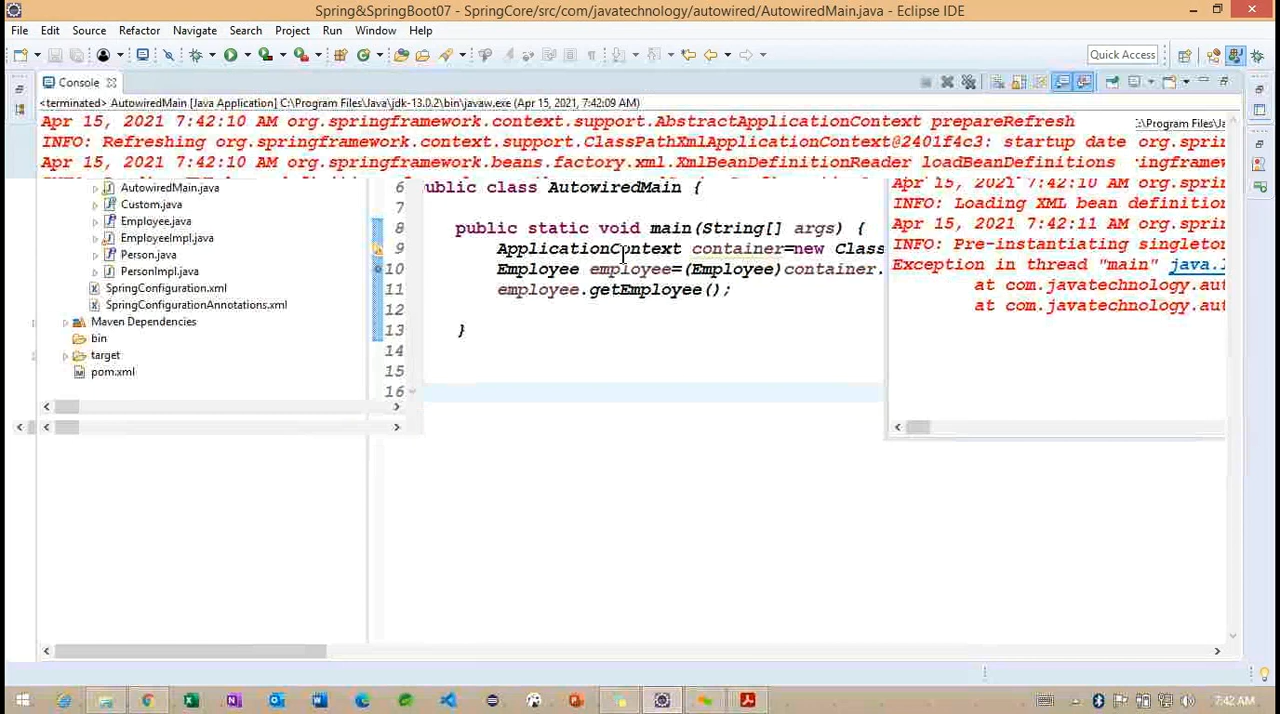 Spring&SpringBoot07 - SpringCore/src/com/javatechnology/autowired/AutowiredMain.java - Eclipse IDE
File Edit Source Refactor Navigate Search Project Run Window Help
Quick Access
Console
<terminated> AutowiredMain [Java Application] C:\Program Files\Java\jdk-13.0.2\bin\javaw.exe (Apr 15, 2021, 7:42:09 AM)
Apr 15, 2021 7:42:10 AM org.springframework.context.support.AbstractApplicationContext prepareRefresh
:\Program Files\Ja
INFO: Refreshing org.springframework.context.support.ClassPathXmlApplicationContext@2401f4c3: startup date org.spri
Apr 15, 2021 7:42:10 AM org.springframework.beans.factory.xml.XmlBeanDefinitionReader loadBeanDefinitions ringframew
AutowiredMain.java
Custom.java
Employee.java
EmployeeImpl.java
Person.java
PersonImpl.java
SpringConfiguration.xml
SpringConfigurationAnnotations.xml
Maven Dependencies
bin
target
pom.xml
6 public class AutowiredMain {
7
8 public static void main(String[] args) {
9 ApplicationContext container=new Class
10 Employee employee=(Employee)container.
11 employee.getEmployee();
12
13 }
14
15
16
Apr 15, 2021 7:42:10 AM org.sprin
INFO: Loading XML bean definition
Apr 15, 2021 7:42:11 AM org.sprin
INFO: Pre-instantiating singleton
Exception in thread "main" java.l
at com.javatechnology.aut
at com.javatechnology.aut
7:42 AM